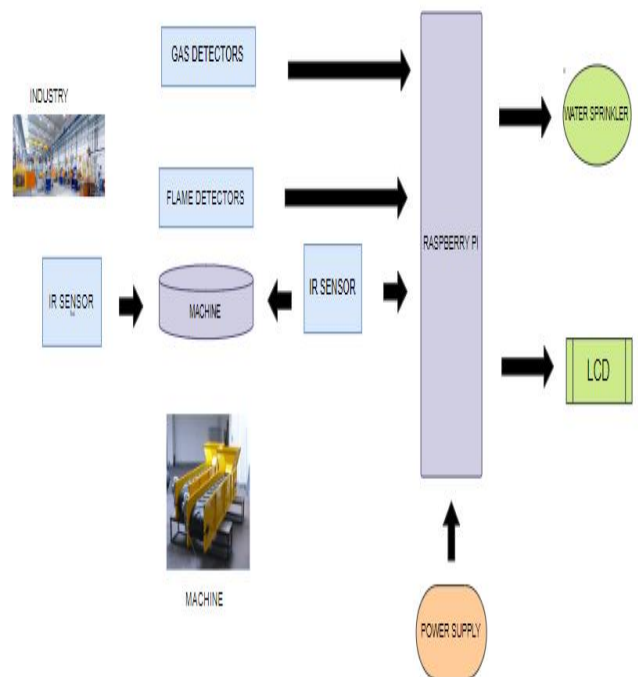 GAS DETECTORS
INDUSTRY
WATER SPRINKLER
FLAME DETECTORS
RASPBERRY PI
IR SENSOR
IR SENSOR
MACHINE
LCD
MACHINE
POWER SUPPLY